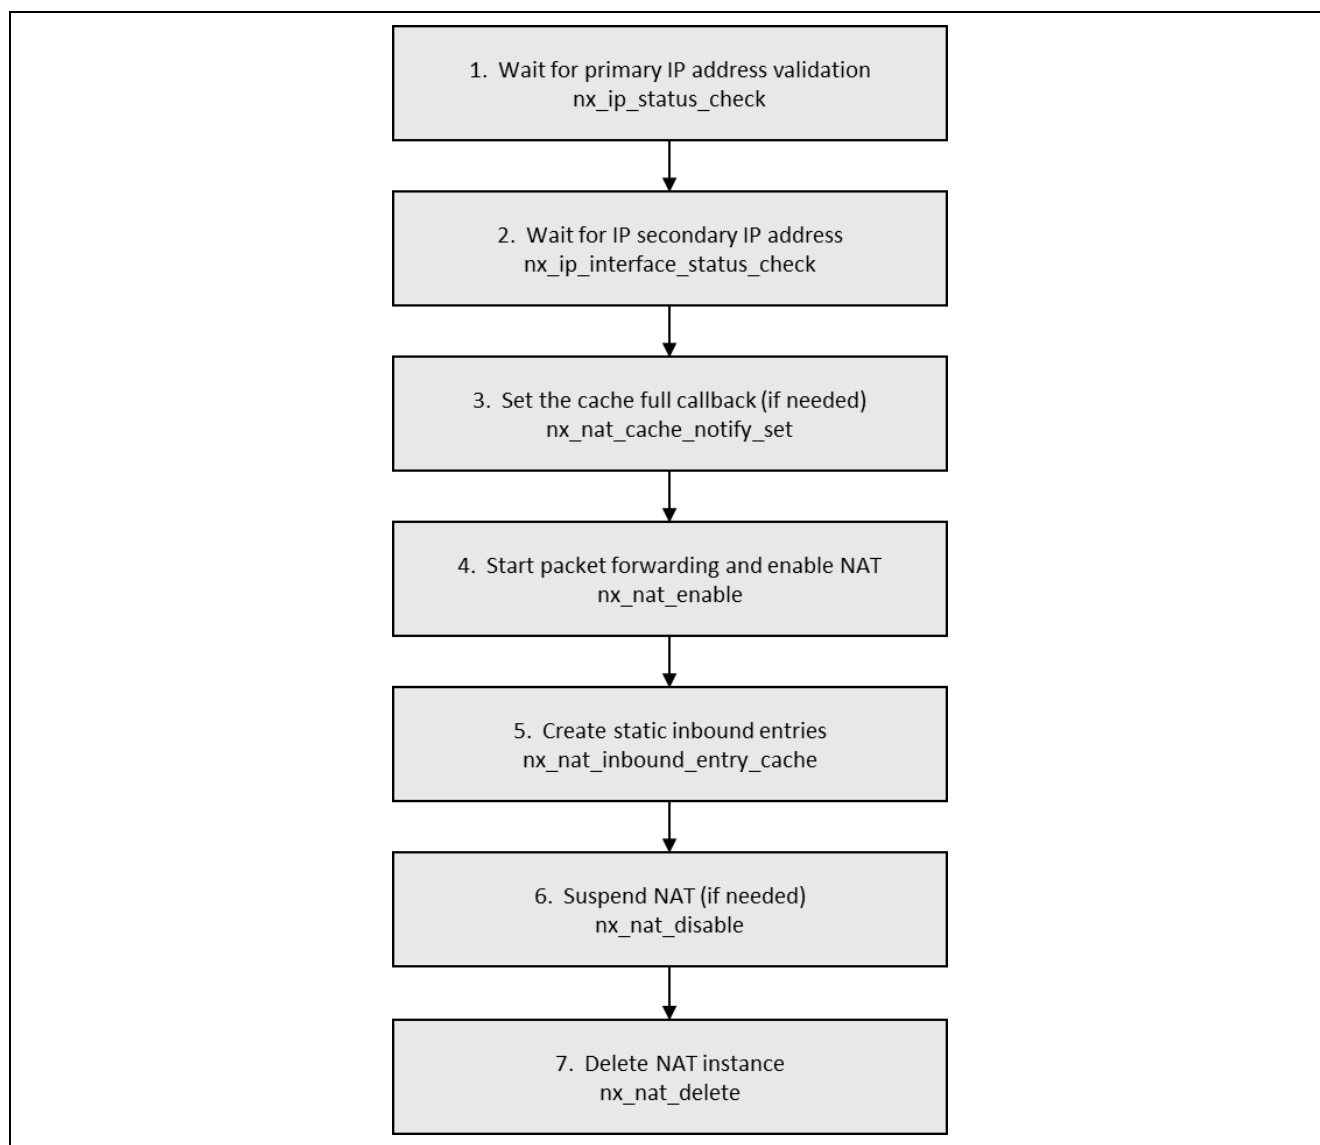 1. Wait for primary IP address validation
nx_ip_status_check
2. Wait for IP secondary IP address
nx_ip_interface_status_check
3. Set the cache full callback (if needed)
nx_nat_cache_notify_set
4. Start packet forwarding and enable NAT
nx_nat_enable
5. Create static inbound entries
nx_nat_inbound_entry_cache
6. Suspend NAT (if needed)
nx_nat_disable
7. Delete NAT instance
nx_nat_delete